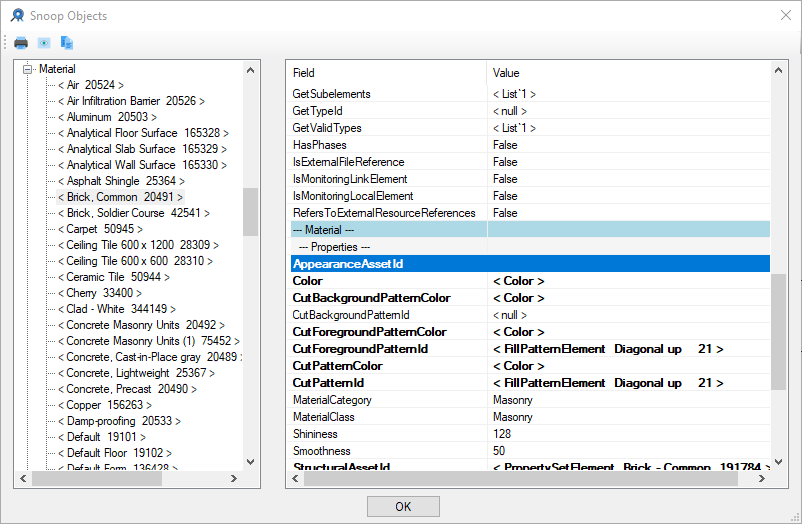 Snoop Objects
Material
< Air 20524 >
< Air Infiltration Barrier 20526 >
< Aluminum 20503 >
< Analytical Floor Surface 165328 >
< Analytical Slab Surface 165329 >
< Analytical Wall Surface 165330 >
< Asphalt Shingle 25364 >
< Brick, Common 20491 >
< Brick, Soldier Course 42541 >
< Carpet 50945 >
< Ceiling Tile 600 x 1200 28309 >
< Ceiling Tile 600 x 600 28310 >
< Ceramic Tile 50944 >
< Cherry 33400 >
< Clad - White 344149 >
< Concrete Masonry Units 20492 >
< Concrete Masonry Units (1) 75452 >
< Concrete, Cast-in-Place gray 20489 >
< Concrete, Lightweight 25367 >
< Concrete, Precast 20490 >
< Copper 156263 >
< Damp-proofing 20533 >
< Default 19101 >
< Default Floor 19102 >
< Default Form 136428 >
Field Value
GetSubelements < List`1 >
GetTypeId < null >
GetValidTypes < List`1 >
HasPhases False
IsExternalFileReference False
IsMonitoringLinkElement False
IsMonitoringLocalElement False
RefersToExternalResourceReferences False
--- Material ---
--- Properties ---
AppearanceAssetId
Color < Color >
CutBackgroundPatternColor < Color >
CutBackgroundPatternId < null >
CutForegroundPatternColor < Color >
CutForegroundPatternId < FillPatternElement Diagonal up 21 >
CutPatternColor < Color >
CutPatternId < FillPatternElement Diagonal up 21 >
MaterialCategory Masonry
MaterialClass Masonry
Shininess 128
Smoothness 50
StructuralAssetId < PropertySetElement Brick - Common 191784 >
OK